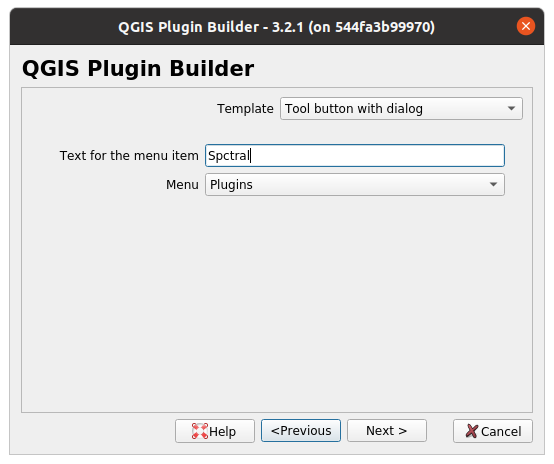 QGIS Plugin Builder - 3.2.1 (on 544fa3b99970)
QGIS Plugin Builder
Template Tool button with dialog
Text for the menu item Spctral
Menu Plugins
Help <Previous Next > Cancel